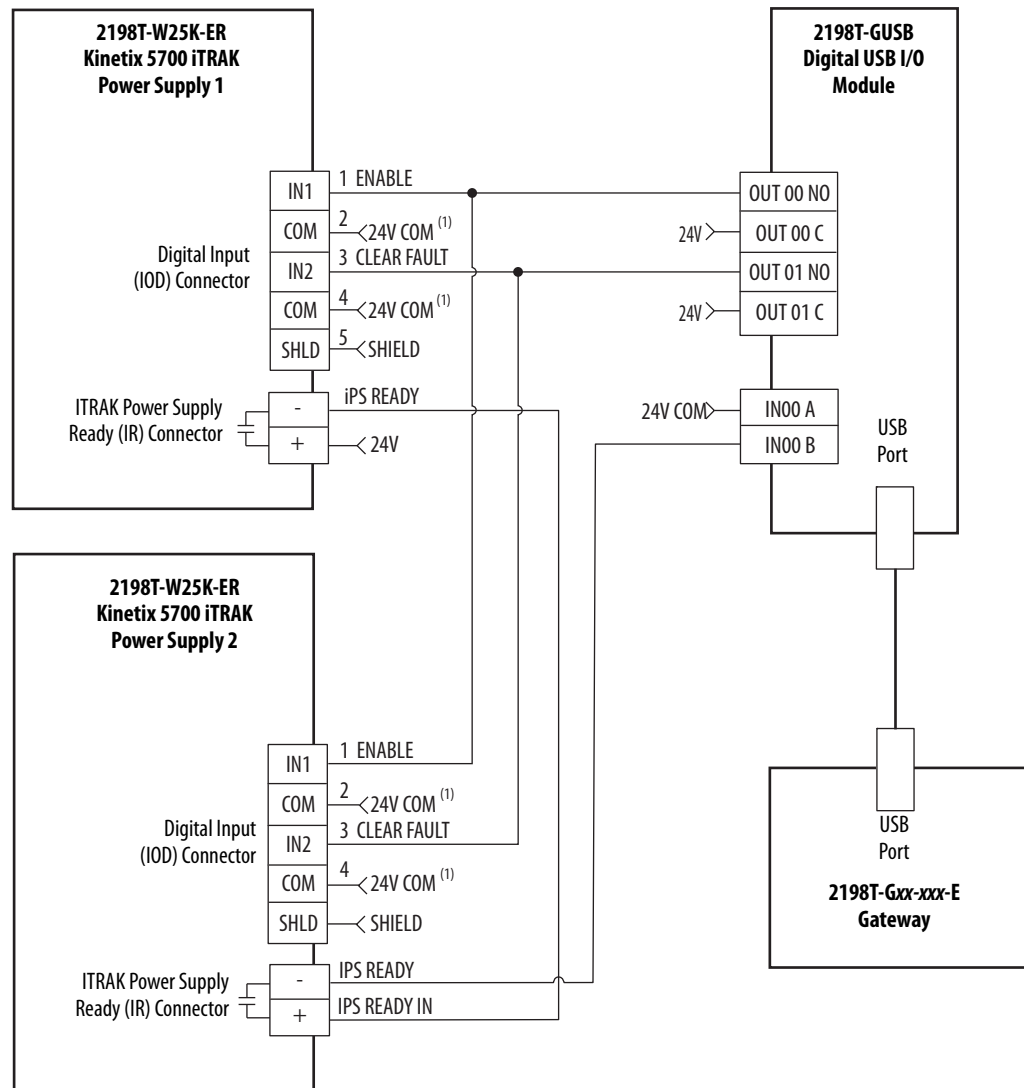 2198T-W25K-ER
Kinetix 5700 iTRAK
Power Supply 1
Digital Input
(IOD) Connector
IN1
COM
IN2
COM
SHLD
1 ENABLE
2
24V COM (1)
3 CLEAR FAULT
4
24V COM (1)
5
SHIELD
ITRAK Power Supply
Ready (IR) Connector
-
+
iPS READY
24V
2198T-GUSB
Digital USB I/O
Module
OUT 00 NO
24V
OUT 00 C
OUT 01 NO
24V
OUT 01 C
24V COM
IN00 A
IN00 B
USB
Port
2198T-W25K-ER
Kinetix 5700 iTRAK
Power Supply 2
Digital Input
(IOD) Connector
IN1
COM
IN2
COM
SHLD
1 ENABLE
2
24V COM (1)
3 CLEAR FAULT
4
24V COM (1)
SHIELD
ITRAK Power Supply
Ready (IR) Connector
-
+
IPS READY
IPS READY IN
USB
Port
2198T-Gxx-xxx-E
Gateway